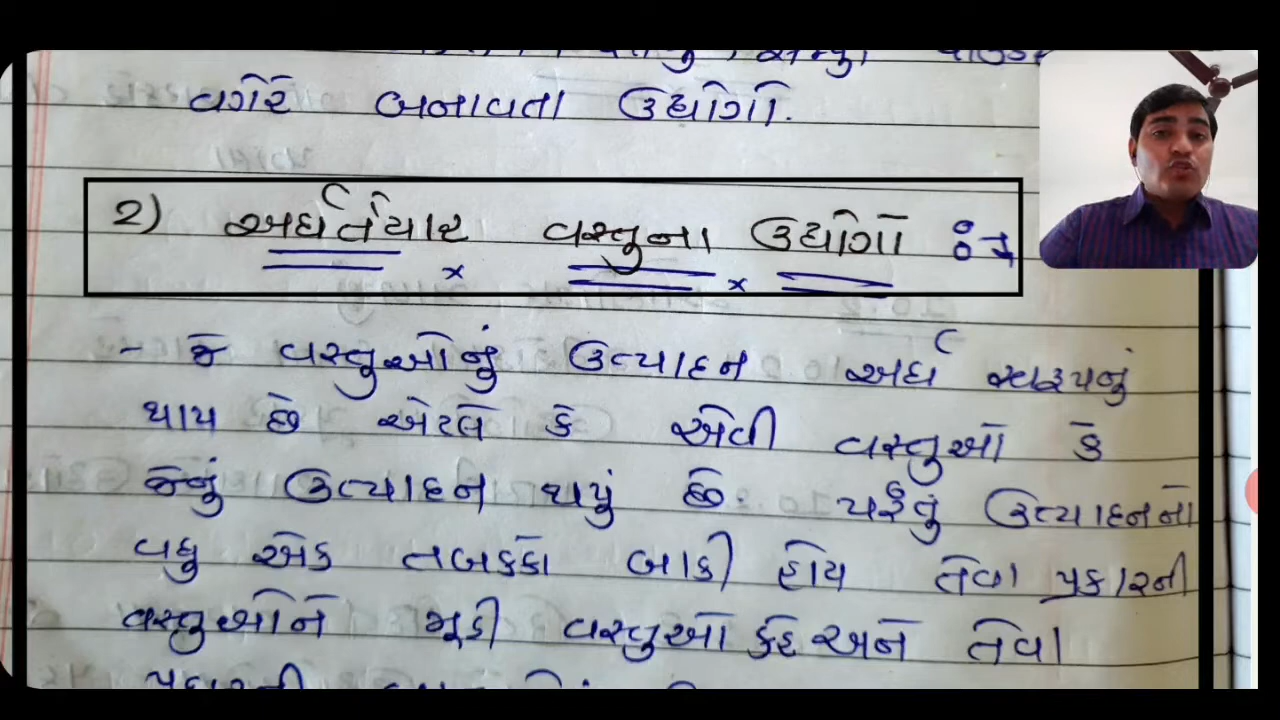 વગેરે બનાવતા ઉદ્યોગો.
2) અર્ધતૈયાર વસ્તુના ઉદ્યોગો :→
- જે વસ્તુઓનું ઉત્પાદન અર્ધ સ્વરૂપનું
થાય છે એટલે કે એવી વસ્તુઓ કે
જેનું ઉત્પાદન થયું છે પરંતુ ઉત્પાદનનો
વધુ એક તબક્કો બાકી હોય તેવા પ્રકારની
વસ્તુઓને મૂડી વસ્તુઓ કહે અને તેવા